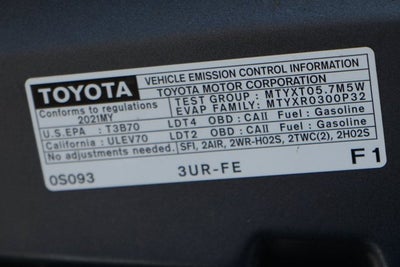 TOYOTA VEHICLE EMISSION CONTROL INFORMATION
TOYOTA MOTOR CORPORATION
Conforms to regulations TEST GROUP : MTYXT05.7M5W
2021MY EVAP FAMILY: MTYXR0300P32
U.S.EPA : T3B70 LDT4 OBD : CAII Fuel : Gasoline
California : ULEV70 LDT2 OBD : CAII Fuel : Gasoline
No adjustments needed. SFI, 2AIR, 2WR-HO2S, 2TWC(2), 2HO2S
0S093 3UR-FE F1